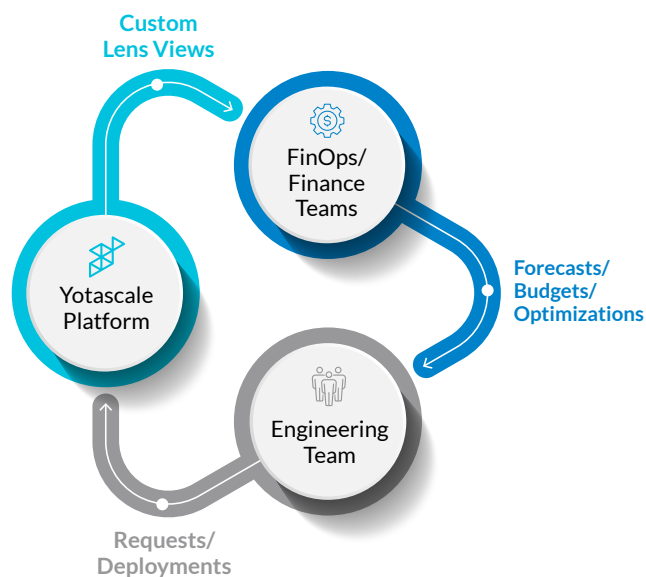 Custom
Lens Views
FinOps/
Finance
Teams
Yotascale
Platform
Forecasts/
Budgets/
Optimizations
Engineering
Team
Requests/
Deployments